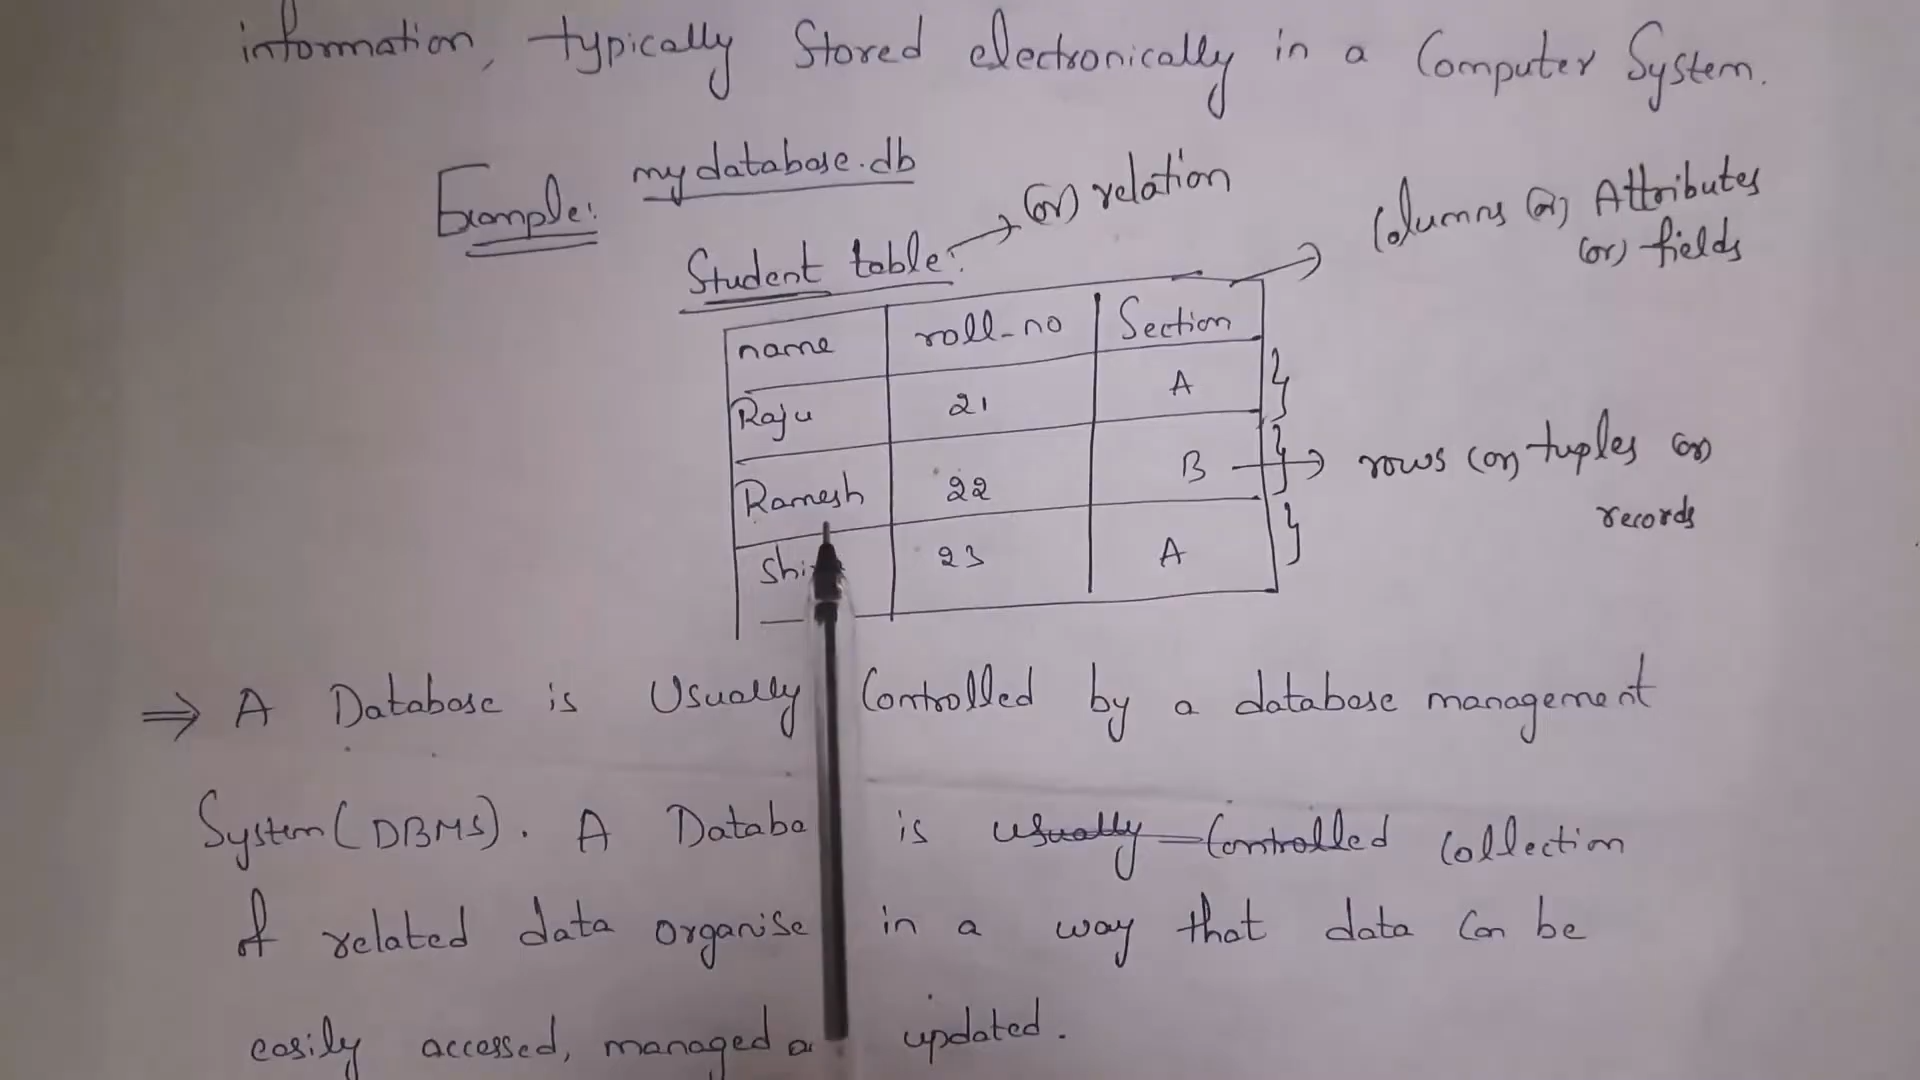 information, typically Stored electronically in a Computer System.
Example: mydatabase.db
Student table: → (or) relation
Columns (or) Attributes
(or) fields
name roll-no Section
Raju 21 A
Ramesh 22 B → rows (or) tuples (or)
records
Shi 23 A
⇒ A Database is Usually Controlled by a database management
System (DBMS). A Databa is usually Controlled collection
of related data organise in a way that data can be
easily accessed, managed a updated.